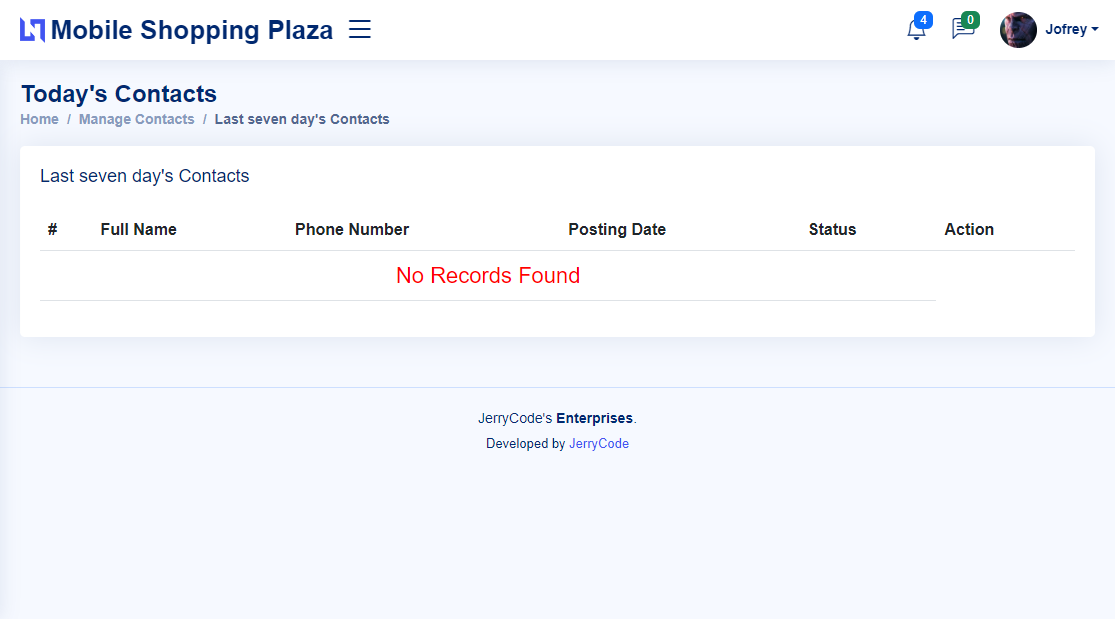 Mobile Shopping Plaza 4 0 Jofrey
Today's Contacts
Home / Manage Contacts / Last seven day's Contacts
Last seven day's Contacts
# Full Name Phone Number Posting Date Status Action
No Records Found
JerryCode's Enterprises.
Developed by JerryCode